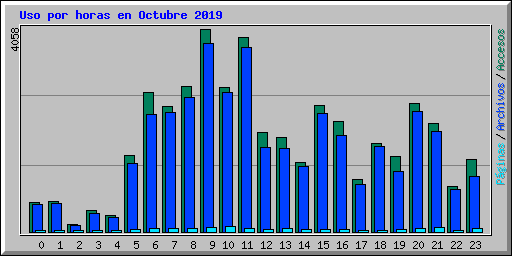 Uso por horas en Octubre 2019
4058
Páginas / Archivos / Accesos
0 1 2 3 4 5 6 7 8 9 10 11 12 13 14 15 16 17 18 19 20 21 22 23